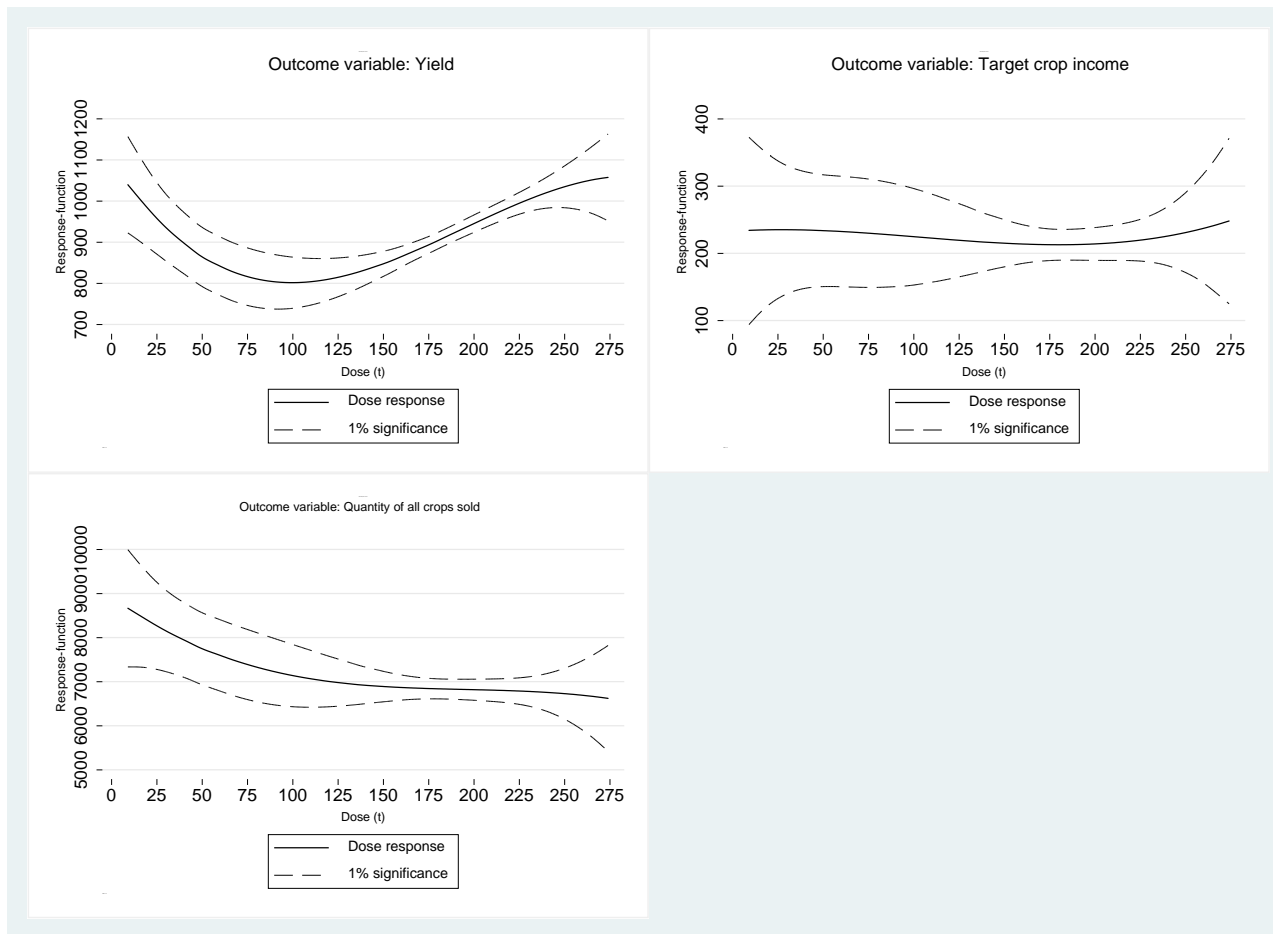 Outcome variable: Yield
Response-function
1200
1100
1000
900
800
700
0 25 50 75 100 125 150 175 200 225 250 275
Dose (t)
Dose response
1% significance
Outcome variable: Target crop income
Response-function
400
300
200
100
0 25 50 75 100 125 150 175 200 225 250 275
Dose (t)
Dose response
1% significance
Outcome variable: Quantity of all crops sold
Response-function
10000
9000
8000
7000
6000
5000
0 25 50 75 100 125 150 175 200 225 250 275
Dose (t)
Dose response
1% significance